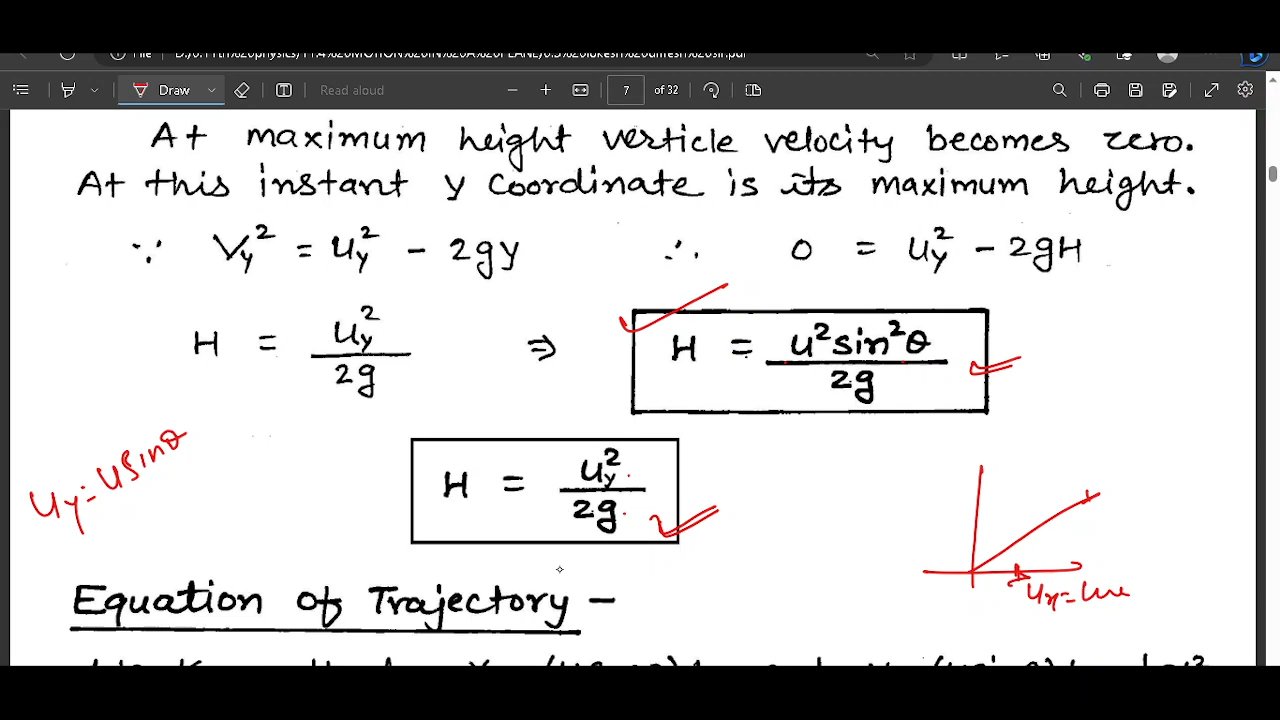 Draw
Read aloud
7 of 32
At maximum height verticle velocity becomes zero.
At this instant y coordinate is its maximum height.
∵ Vy² = uy² - 2gy ∴ 0 = uy² - 2gH
H = uy²/2g ⇒ H = u²sin²θ/2g
uy = usinθ
H = uy²/2g
Equation of Trajectory -